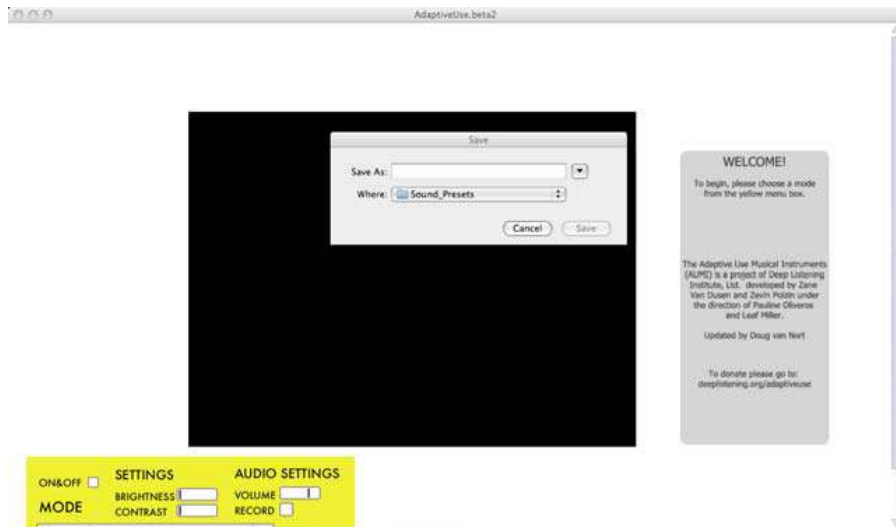 AdaptiveUse.beta2
Save
Save As:
Where: Sound_Presets
Cancel Save
WELCOME!
To begin, please choose a mode
from the yellow menu box.
The Adaptive Use Musical Instruments
(AUMI) is a project of Deep Listening
Institute, Ltd. developed by Zane
Van Dusen and Zevin Polzin under
the direction of Pauline Oliveros
and Leaf Miller.
Updated by Doug van Nort
To donate please go to:
deeplistening.org/adaptiveuse
ON&OFF
MODE
SETTINGS
BRIGHTNESS
CONTRAST
AUDIO SETTINGS
VOLUME
RECORD